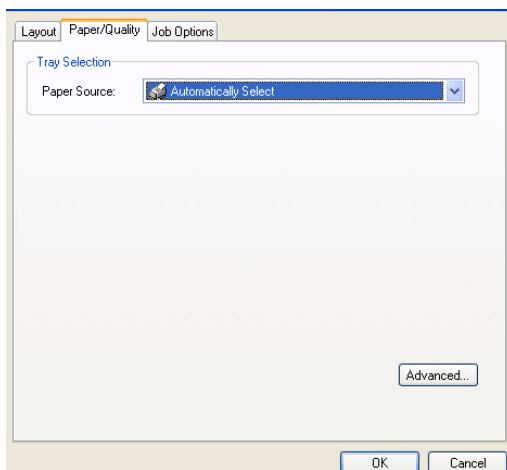 Layout Paper/Quality Job Options
Tray Selection
Paper Source: Automatically Select
Advanced...
OK Cancel